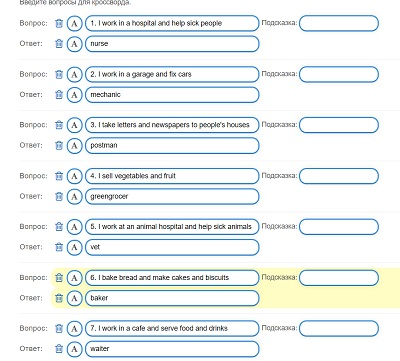 Введите вопросы для кроссворда.
Вопрос: A 1. I work in a hospital and help sick people Подсказка:
Ответ: A nurse
Вопрос: A 2. I work in a garage and fix cars Подсказка:
Ответ: A mechanic
Вопрос: A 3. I take letters and newspapers to people's houses Подсказка:
Ответ: A postman
Вопрос: A 4. I sell vegetables and fruit Подсказка:
Ответ: A greengrocer
Вопрос: A 5. I work at an animal hospital and help sick animals Подсказка:
Ответ: A vet
Вопрос: A 6. I bake bread and make cakes and biscuits Подсказка:
Ответ: A baker
Вопрос: A 7. I work in a cafe and serve food and drinks Подсказка:
Ответ: A waiter